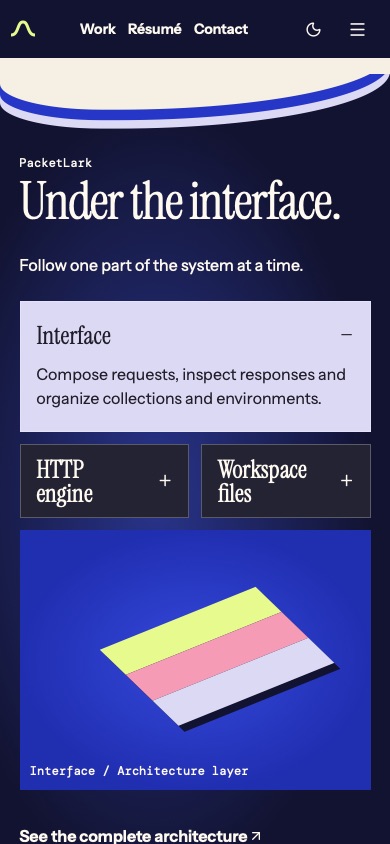 Work Résumé Contact
PacketLark
Under the interface.
Follow one part of the system at a time.
Interface −
Compose requests, inspect responses and
organize collections and environments.
HTTP
engine +
Workspace
files +
Interface / Architecture layer
See the complete architecture ↗